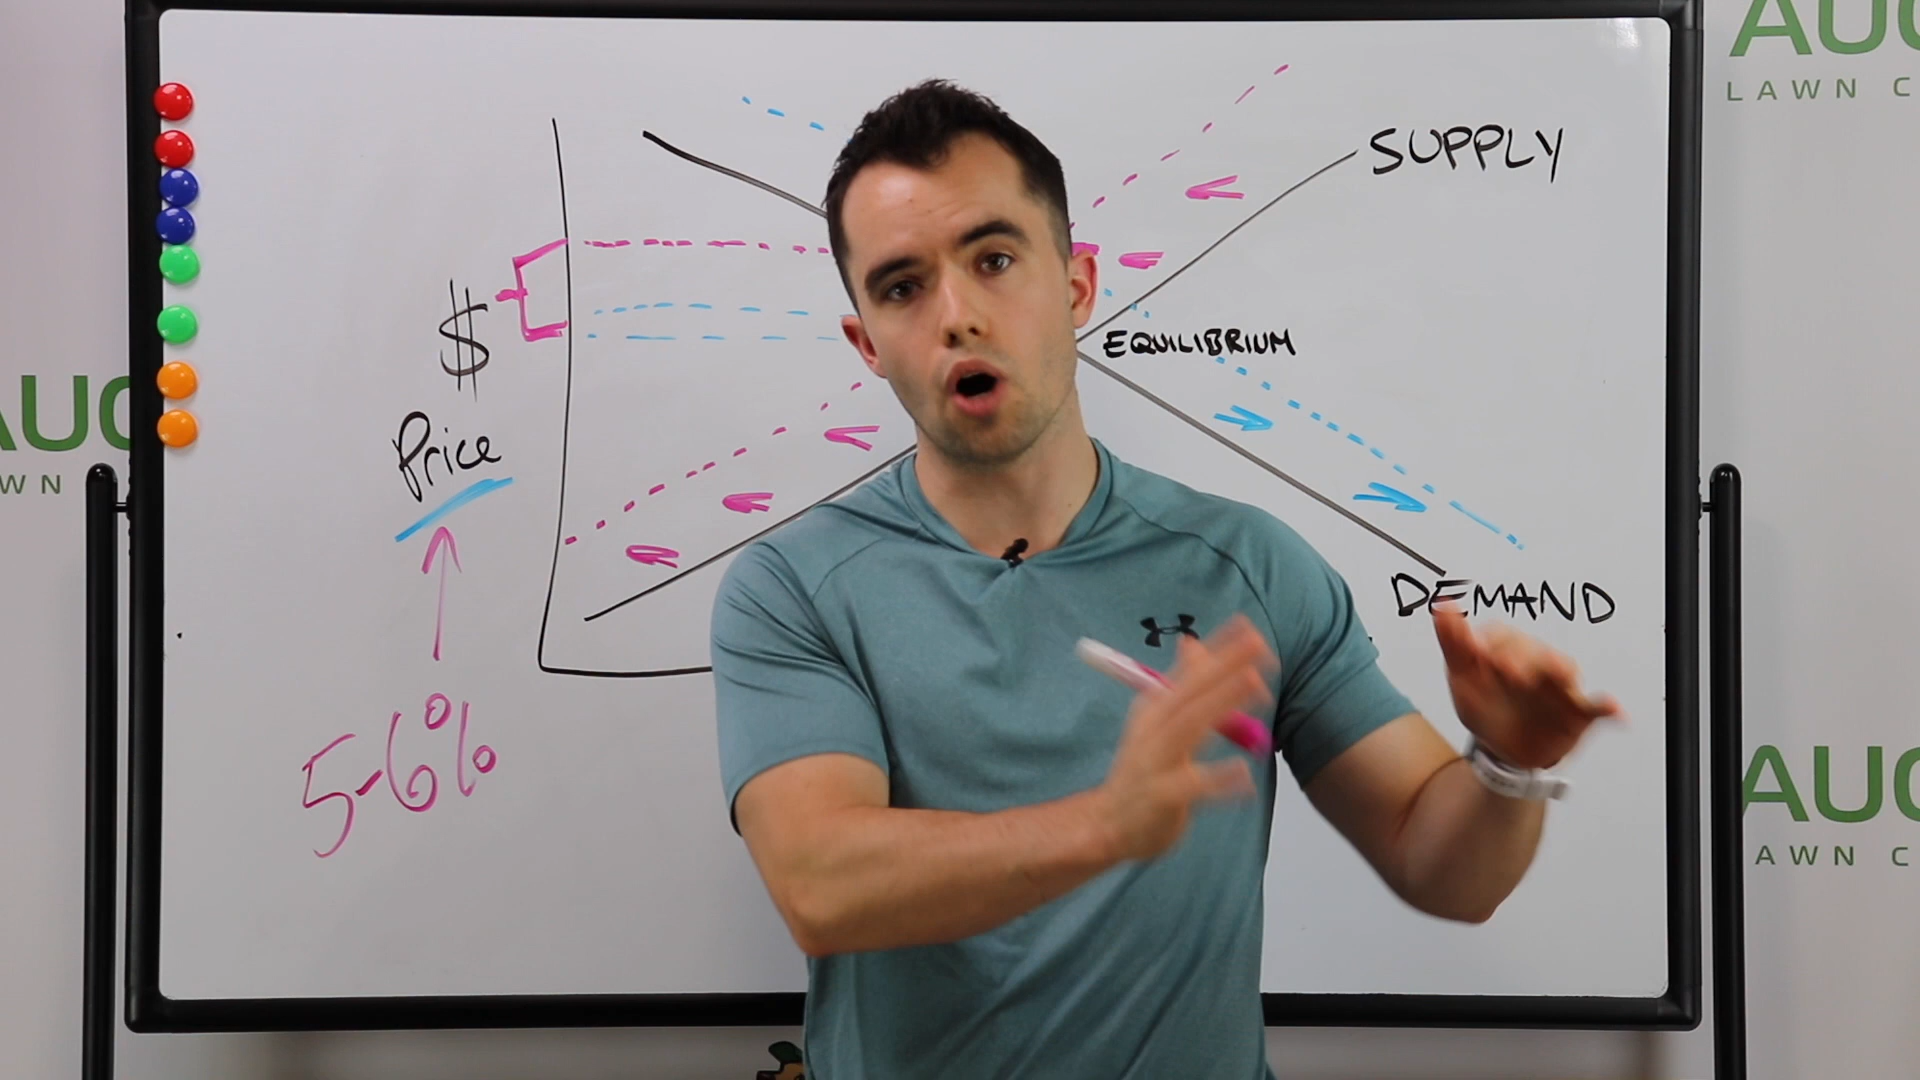 SUPPLY
$
EQUILIBRIUM
Price
DEMAND
5-6%
AUG
LAWN C
AUG
WN
AUG
AWN C